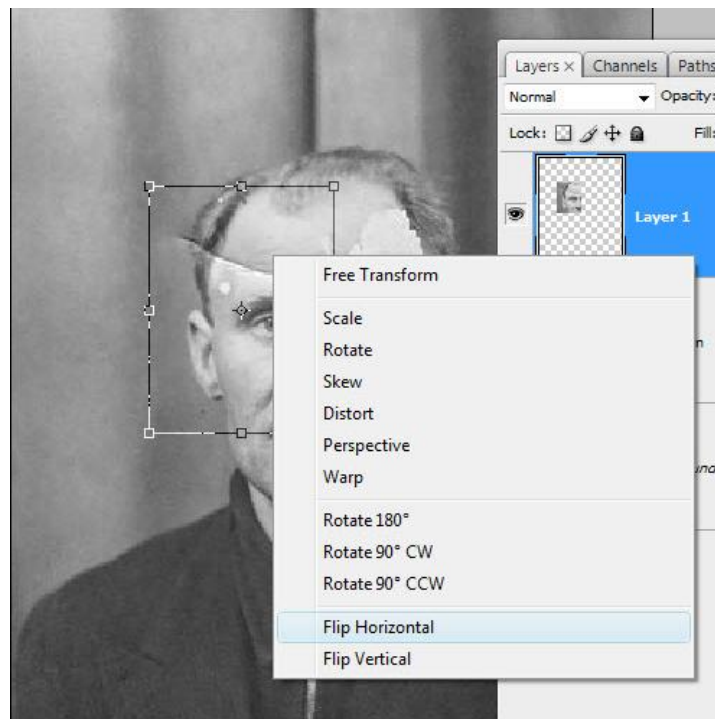 Layers × Channels Paths
Normal Opacity:
Lock: Fill:
Layer 1
Free Transform
Scale
Rotate
Skew
Distort
Perspective
Warp
Rotate 180°
Rotate 90° CW
Rotate 90° CCW
Flip Horizontal
Flip Vertical